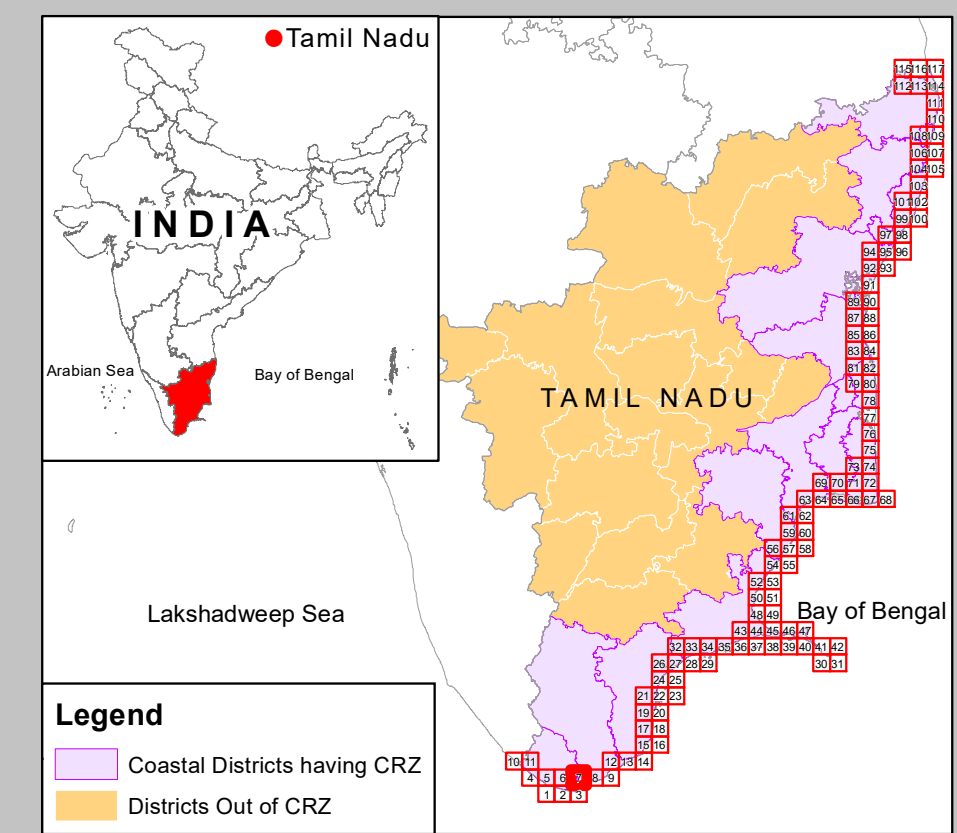 Tamil Nadu
INDIA
Arabian Sea
Bay of Bengal
115 116 117
112 113 114
111
110
108 109
106 107
104 105
103
101 102
99 100
97 98
94 95 96
92 93
91
89 90
87 88
85 86
83 84
81 82
79 80
TAMIL NADU
78
77
76
75
73 74
69 70 71 72
63 64 65 66 67 68
61 62
59 60
56 57 58
54 55
52 53
50 51
48 49
Lakshadweep Sea
Bay of Bengal
43 44 45 46 47
32 33 34 35 36 37 38 39 40 41 42
26 27 28 29
30 31
24 25
21 22 23
19 20
17 18
15 16
10 11
12 13 14
4 5 6 7 8 9
1 2 3
Legend
Coastal Districts having CRZ
Districts Out of CRZ